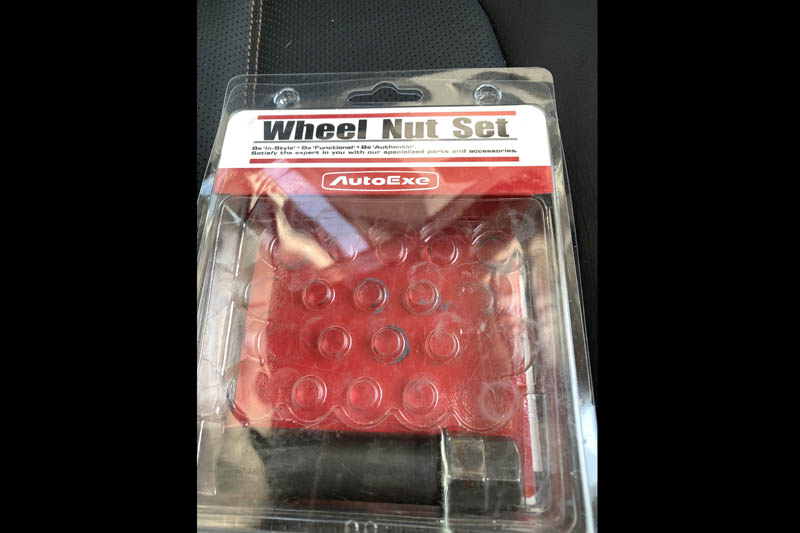 Wheel Nut Set
Be 'In-Style' • Be 'Functional' • Be 'Authentic'.
Satisfy the expert in you with our specialized parts and accessories.
AutoExe